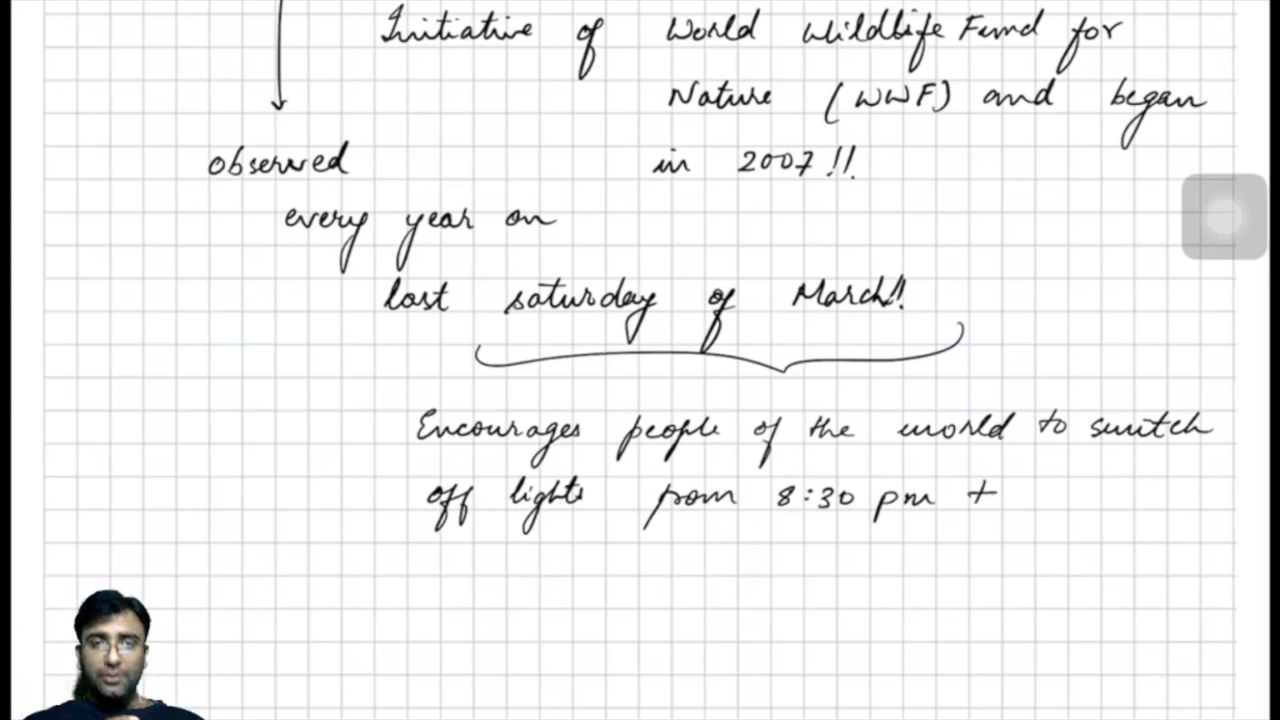 Initiative of World Wildlife Fund for
Nature (WWF) and began
in 2007!!
observed
every year on
last saturday of March!!
Encourages people of the world to switch
off lights from 8:30 pm t